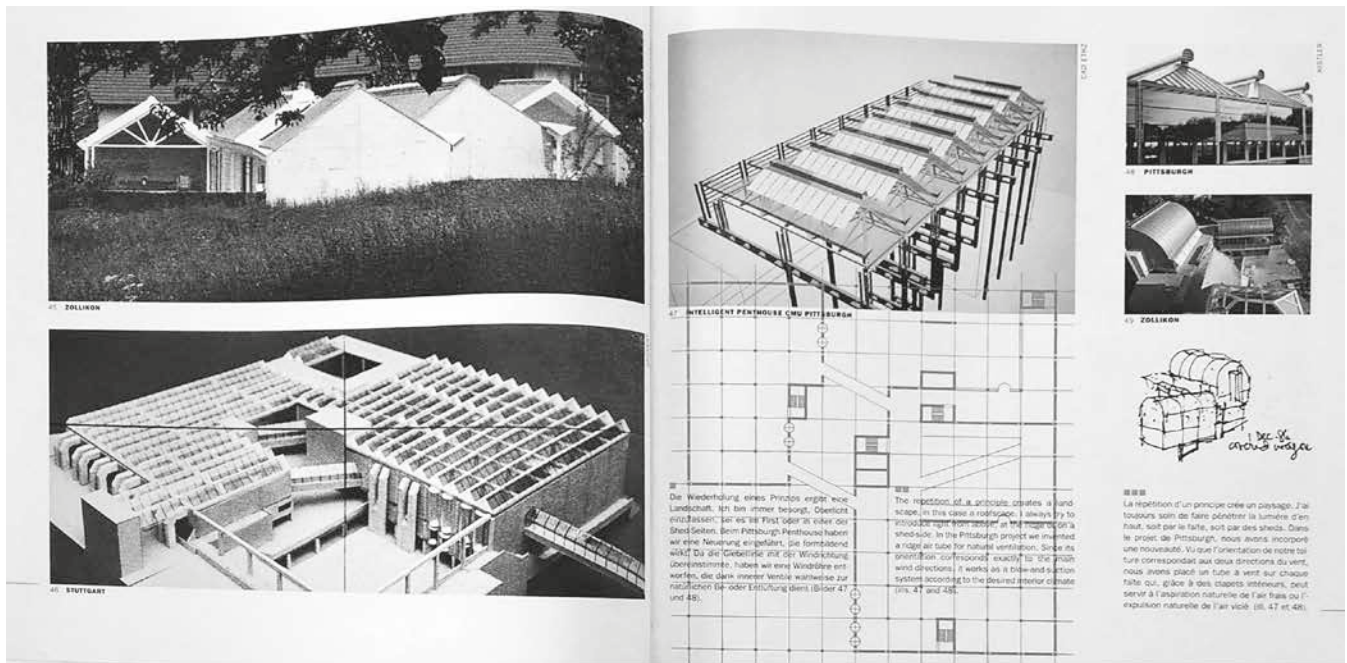 45 ZOLLIKON
46 STUTTGART
CAD ETHZ
47 INTELLIGENT PENTHOUSE CMU PITTSBURGH
Die Wiederholung eines Prinzips ergibt eine
Landschaft. Ich bin immer besorgt, Oberlicht
einzulassen, sei es im First oder in einer der
Shed-Seiten. Beim Pittsburgh Penthouse haben
wir eine Neuerung eingeführt, die formbildend
wirkt. Da die Giebellinie mit der Windrichtung
übereinstimmte, haben wir eine Windröhre ent-
worfen, die dank innerer Ventile wahlweise zur
natürlichen Be- oder Entlüftung dient (Bilder 47
und 48).
The repetition of a principle creates a land-
scape, in this case a roofscape. I always try to
introduce light from above, at the ridge or on a
shed-side. In the Pittsburgh project we invented
a ridge air tube for natural ventilation. Since its
orientation corresponds exactly to the main
wind directions, it works as a blow-and-suction
system according to the desired interior climate
(ills. 47 and 48).
KISTLER
48 PITTSBURGH
49 ZOLLIKON
1 Dec. 86
La répétition d'un principe crée un paysage. J'ai
toujours soin de faire pénétrer la lumière d'en
haut, soit par le faîte, soit par des sheds. Dans
le projet de Pittsburgh, nous avons incorporé
une nouveauté. Vu que l'orientation de notre toi-
ture correspondait aux deux directions du vent,
nous avons placé un tube à vent sur chaque
faîte qui, grâce à des clapets intérieurs, peut
servir à l'aspiration naturelle de l'air frais ou l'-
expulsion naturelle de l'air vicié. (ill. 47 et 48).